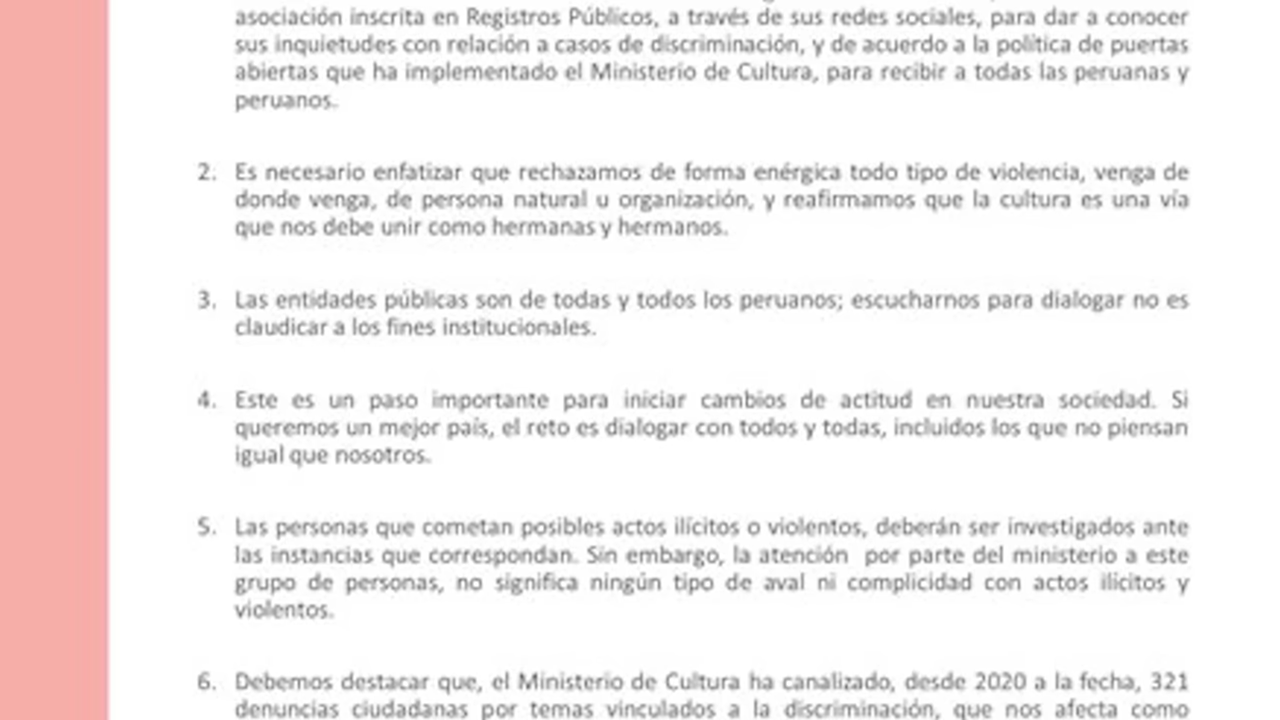 asociación inscrita en Registros Públicos, a través de sus redes sociales, para dar a conocer
sus inquietudes con relación a casos de discriminación, y de acuerdo a la política de puertas
abiertas que ha implementado el Ministerio de Cultura, para recibir a todas las peruanas y
peruanos.
2. Es necesario enfatizar que rechazamos de forma enérgica todo tipo de violencia, venga de
donde venga, de persona natural u organización, y reafirmamos que la cultura es una vía
que nos debe unir como hermanas y hermanos.
3. Las entidades públicas son de todas y todos los peruanos; escucharnos para dialogar no es
claudicar a los fines institucionales.
4. Este es un paso importante para iniciar cambios de actitud en nuestra sociedad. Si
queremos un mejor país, el reto es dialogar con todos y todas, incluidos los que no piensan
igual que nosotros.
5. Las personas que cometan posibles actos ilícitos o violentos, deberán ser investigados ante
las instancias que correspondan. Sin embargo, la atención por parte del ministerio a este
grupo de personas, no significa ningún tipo de aval ni complicidad con actos ilícitos y
violentos.
6. Debemos destacar que, el Ministerio de Cultura ha canalizado, desde 2020 a la fecha, 321
denuncias ciudadanas por temas vinculados a la discriminación, que nos afecta como